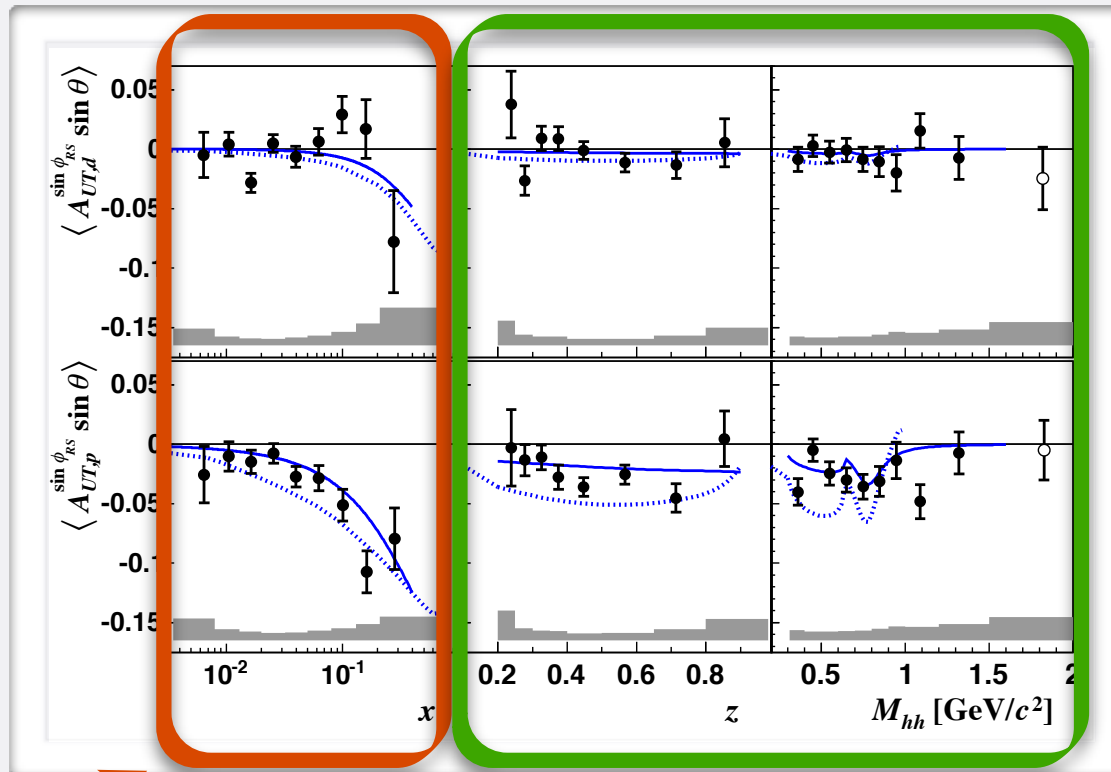 ⟨A_{UT,d}^{sin ϕ_{RS}} sin θ⟩
0.05
0
-0.05
-0.1
-0.15
⟨A_{UT,p}^{sin ϕ_{RS}} sin θ⟩
0.05
0
-0.05
-0.1
-0.15
10⁻² 10⁻¹ 0.2 0.4 0.6 0.8 0.5 1 1.5 2
x z M_{hh} [GeV/c²]